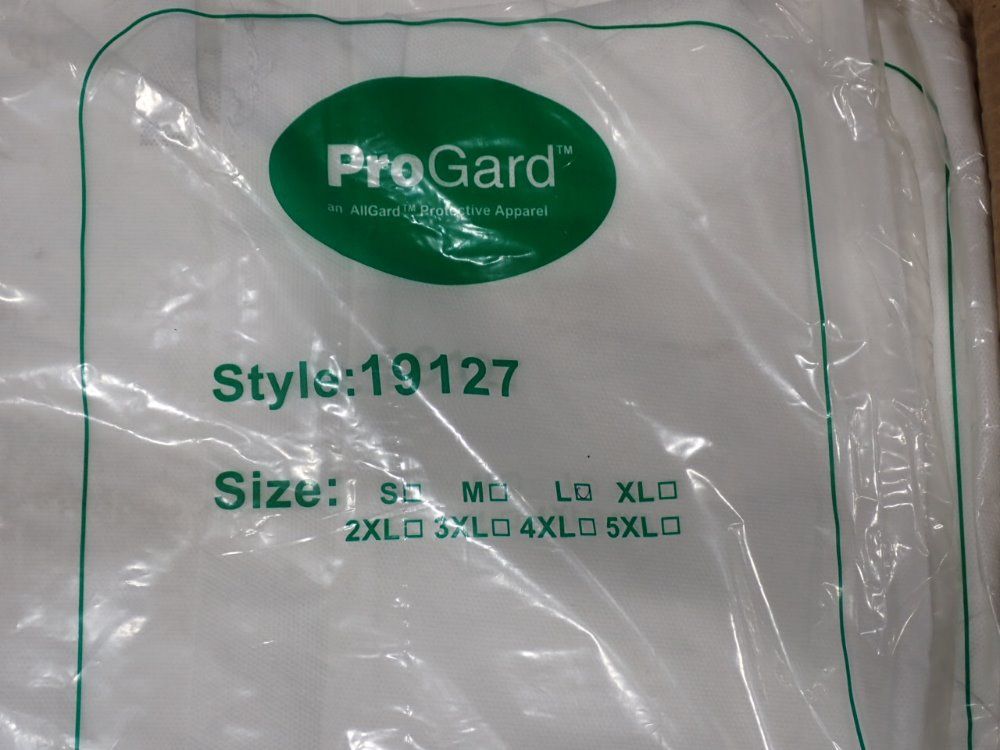 ProGard™
an AllGard™ Protective Apparel
Style:19127
Size: S□ M□ L☑ XL□
2XL□ 3XL□ 4XL□ 5XL□